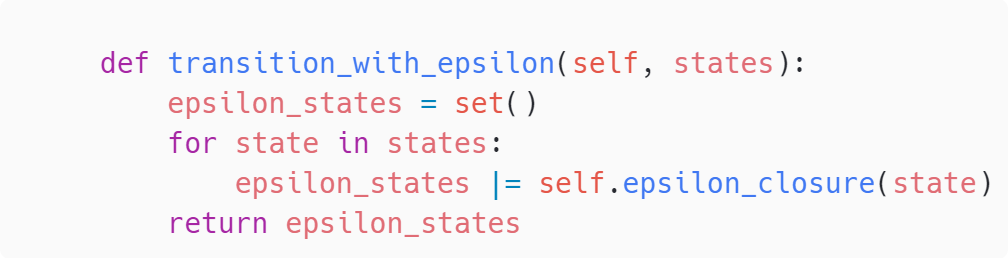 def transition_with_epsilon(self, states):
    epsilon_states = set()
    for state in states:
        epsilon_states |= self.epsilon_closure(state)
    return epsilon_states